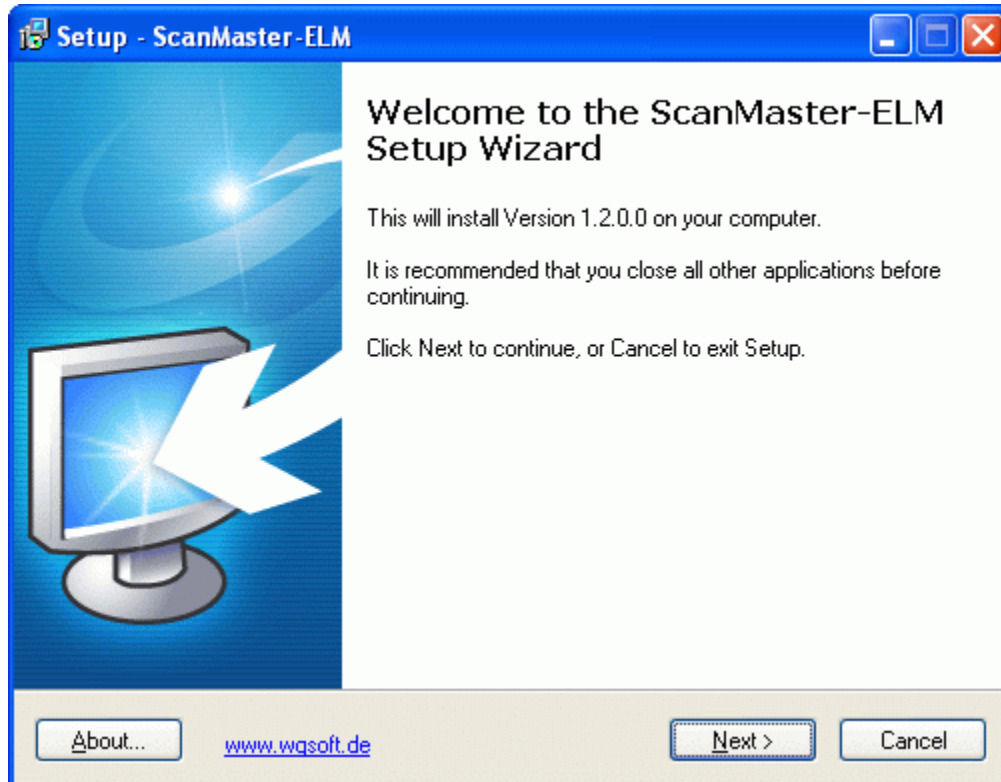 Setup - ScanMaster-ELM
Welcome to the ScanMaster-ELM
Setup Wizard
This will install Version 1.2.0.0 on your computer.
It is recommended that you close all other applications before
continuing.
Click Next to continue, or Cancel to exit Setup.
About...
www.wgsoft.de
Next >
Cancel